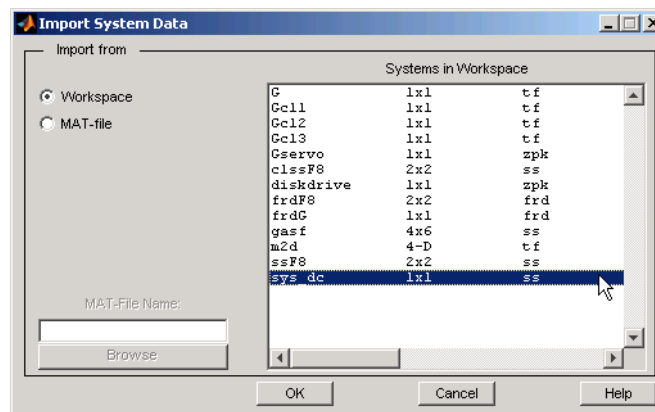 Import System Data
Import from
Systems in Workspace
Workspace
MAT-file
G 1x1 tf
Gcl1 1x1 tf
Gcl2 1x1 tf
Gcl3 1x1 tf
Gservo 1x1 zpk
clssF8 2x2 ss
diskdrive 1x1 zpk
frdF8 2x2 frd
frdG 1x1 frd
gasf 4x6 ss
m2d 4-D tf
ssF8 2x2 ss
sys_dc 1x1 ss
MAT-File Name:
Browse
OK Cancel Help